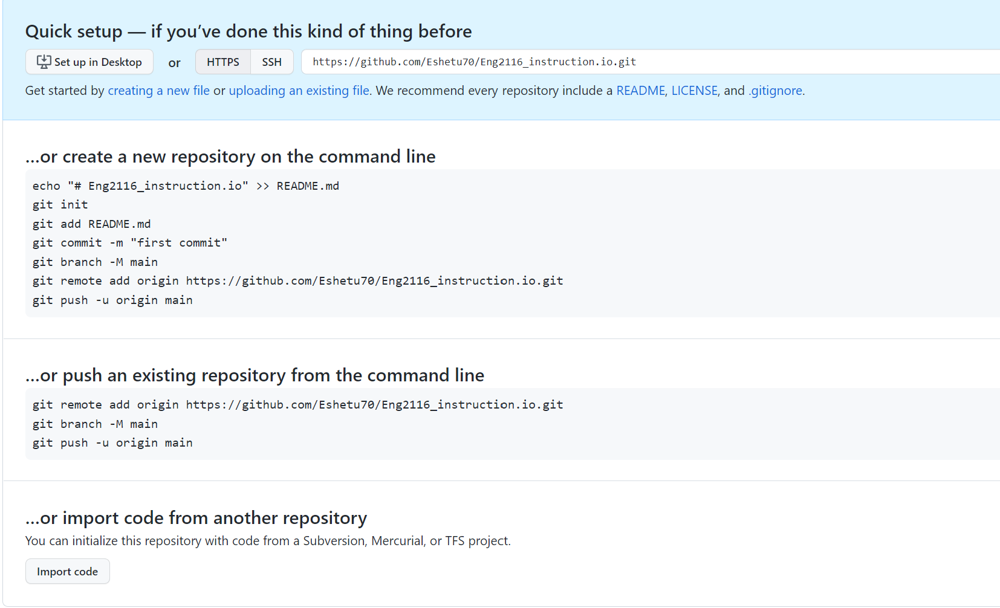 Quick setup — if you’ve done this kind of thing before
Set up in Desktop or HTTPS SSH https://github.com/Eshetu70/Eng2116_instruction.io.git
Get started by creating a new file or uploading an existing file. We recommend every repository include a README, LICENSE, and .gitignore.
…or create a new repository on the command line
echo "# Eng2116_instruction.io" >> README.md
git init
git add README.md
git commit -m "first commit"
git branch -M main
git remote add origin https://github.com/Eshetu70/Eng2116_instruction.io.git
git push -u origin main
…or push an existing repository from the command line
git remote add origin https://github.com/Eshetu70/Eng2116_instruction.io.git
git branch -M main
git push -u origin main
…or import code from another repository
You can initialize this repository with code from a Subversion, Mercurial, or TFS project.
Import code